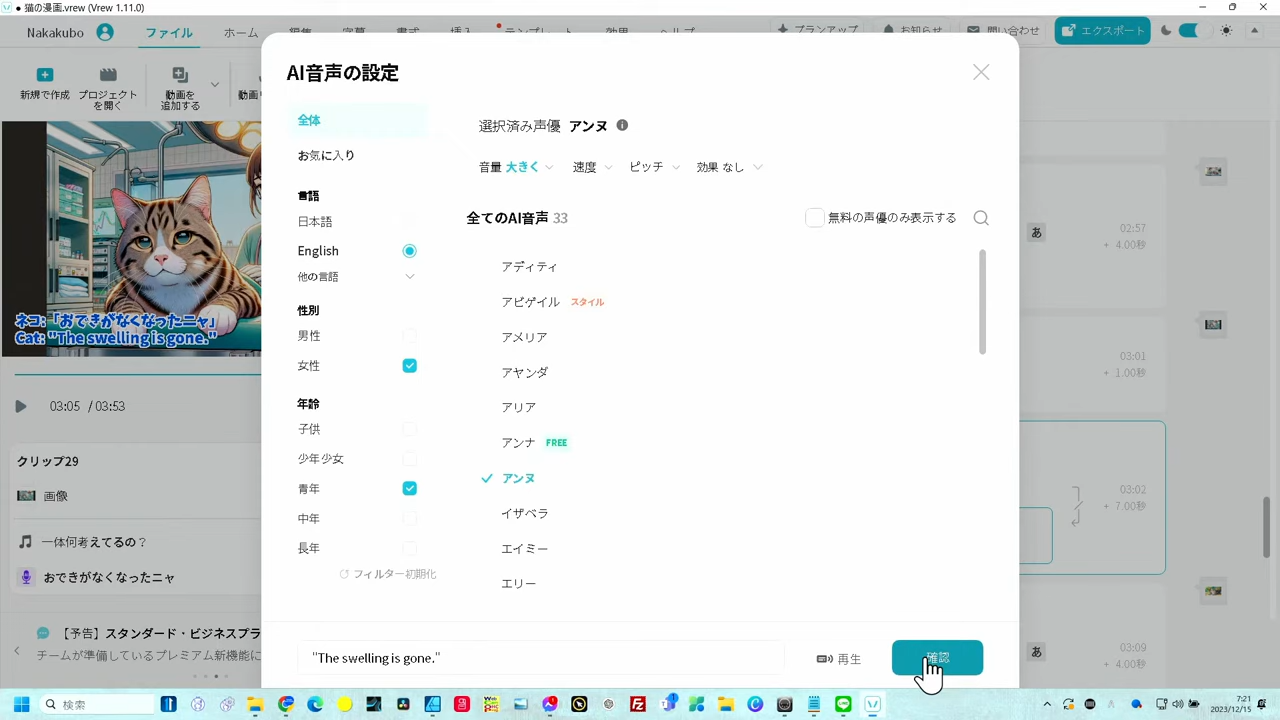 ● 猫の漫画.vrew (Vrew 1.11.0)
ファイル
挿入
テンプレート
効果
ヘルプ
プランアップ
お知らせ
問い合わせ
エクスポート
新規で作成
プロジェクト
を開く
動画を
追加する
AI音声の設定
全体
お気に入り
言語
日本語
English
他の言語
性別
男性
女性
年齢
子供
少年少女
青年
中年
長年
フィルター初期化
選択済み声優 アンヌ
音量 大きく
速度
ピッチ
効果 なし
全てのAI音声 33
無料の声優のみ表示する
アディティ
アビゲイル スタイル
アメリア
アヤンダ
アリア
アンナ FREE
アンヌ
イザベラ
エイミー
エリー
"The swelling is gone."
再生
確認
ネコ「おできがなくなったニャ」
Cat: "The swelling is gone."
03:05 / 03:53
クリップ29
一体何考えてるの？
おできがなくなったニャ
【予告】スタンダード・ビジネスプラ
チームが準備しているプレミアム新機能に
あ
02:57
+ 4.00秒
03:01
+ 1.00秒
03:02
+ 7.00秒
あ
03:09
+ 4.00秒
検索
17:21
2023/12/15